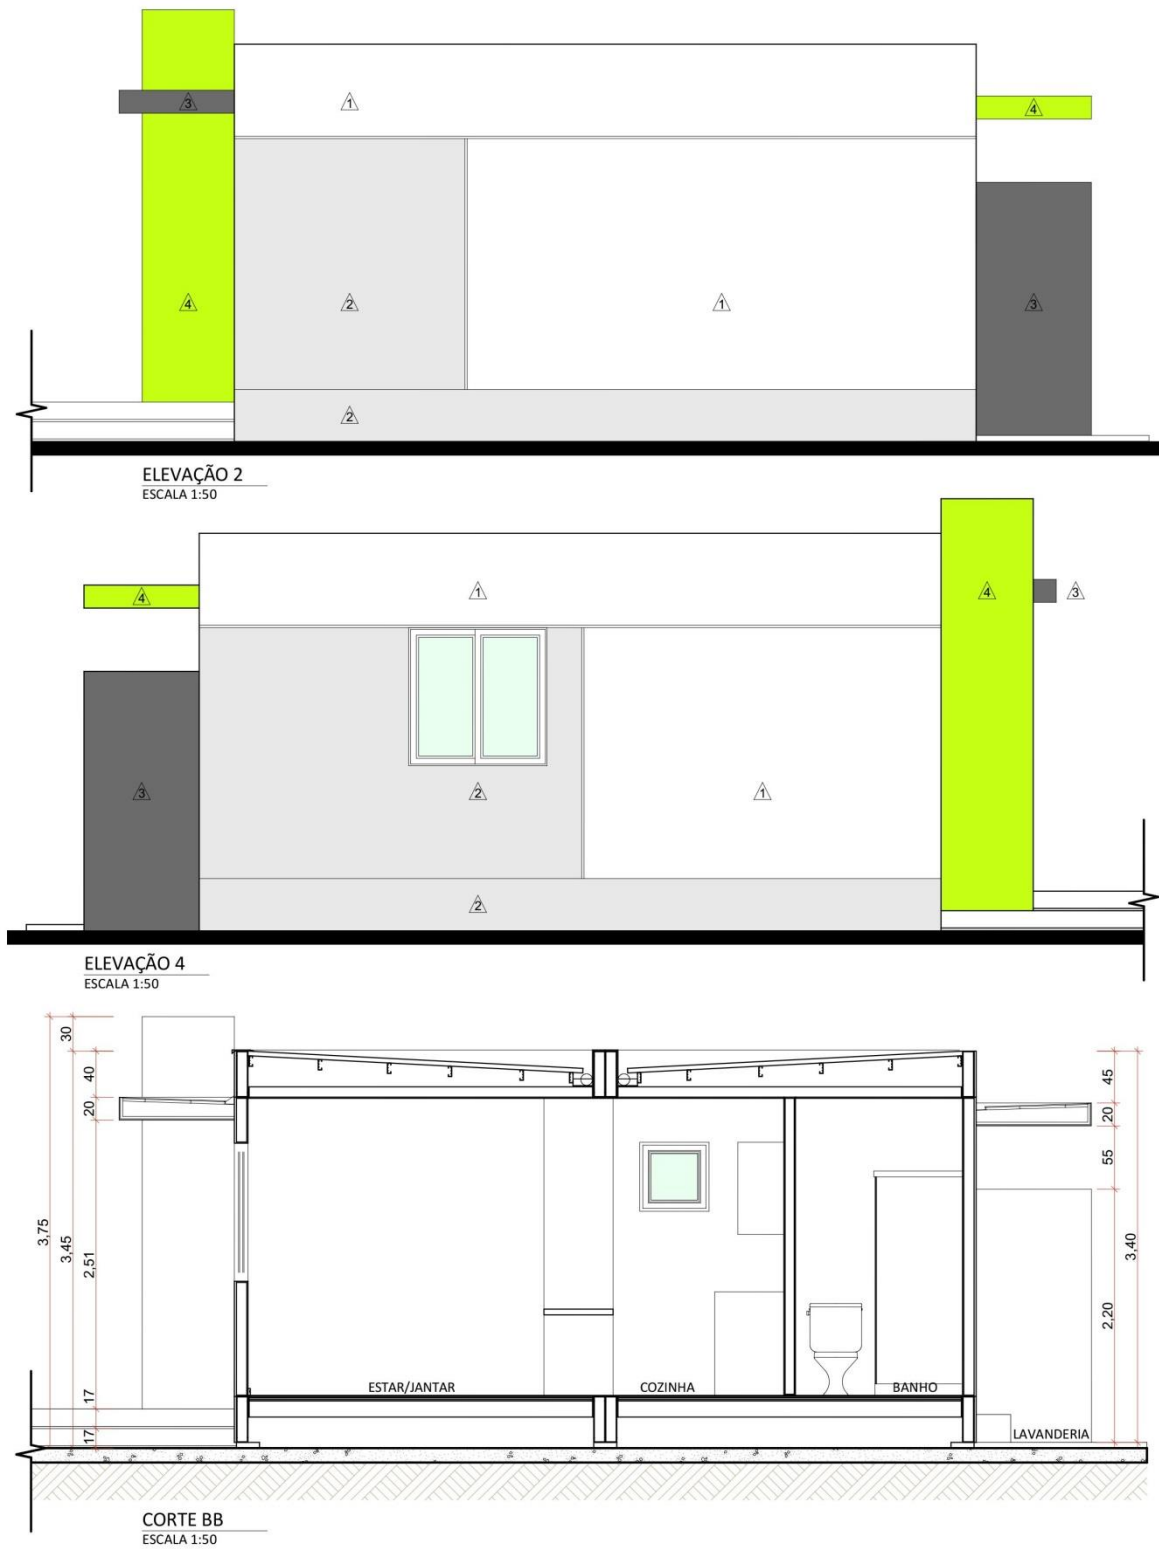 3
1
4
4
2
1
3
2
ELEVAÇÃO 2
ESCALA 1:50
4
1
4
3
3
2
1
2
ELEVAÇÃO 4
ESCALA 1:50
30
40
20
3,75
3,45
2,51
17
17
45
20
55
3,40
2,20
ESTAR/JANTAR
COZINHA
BANHO
LAVANDERIA
CORTE BB
ESCALA 1:50